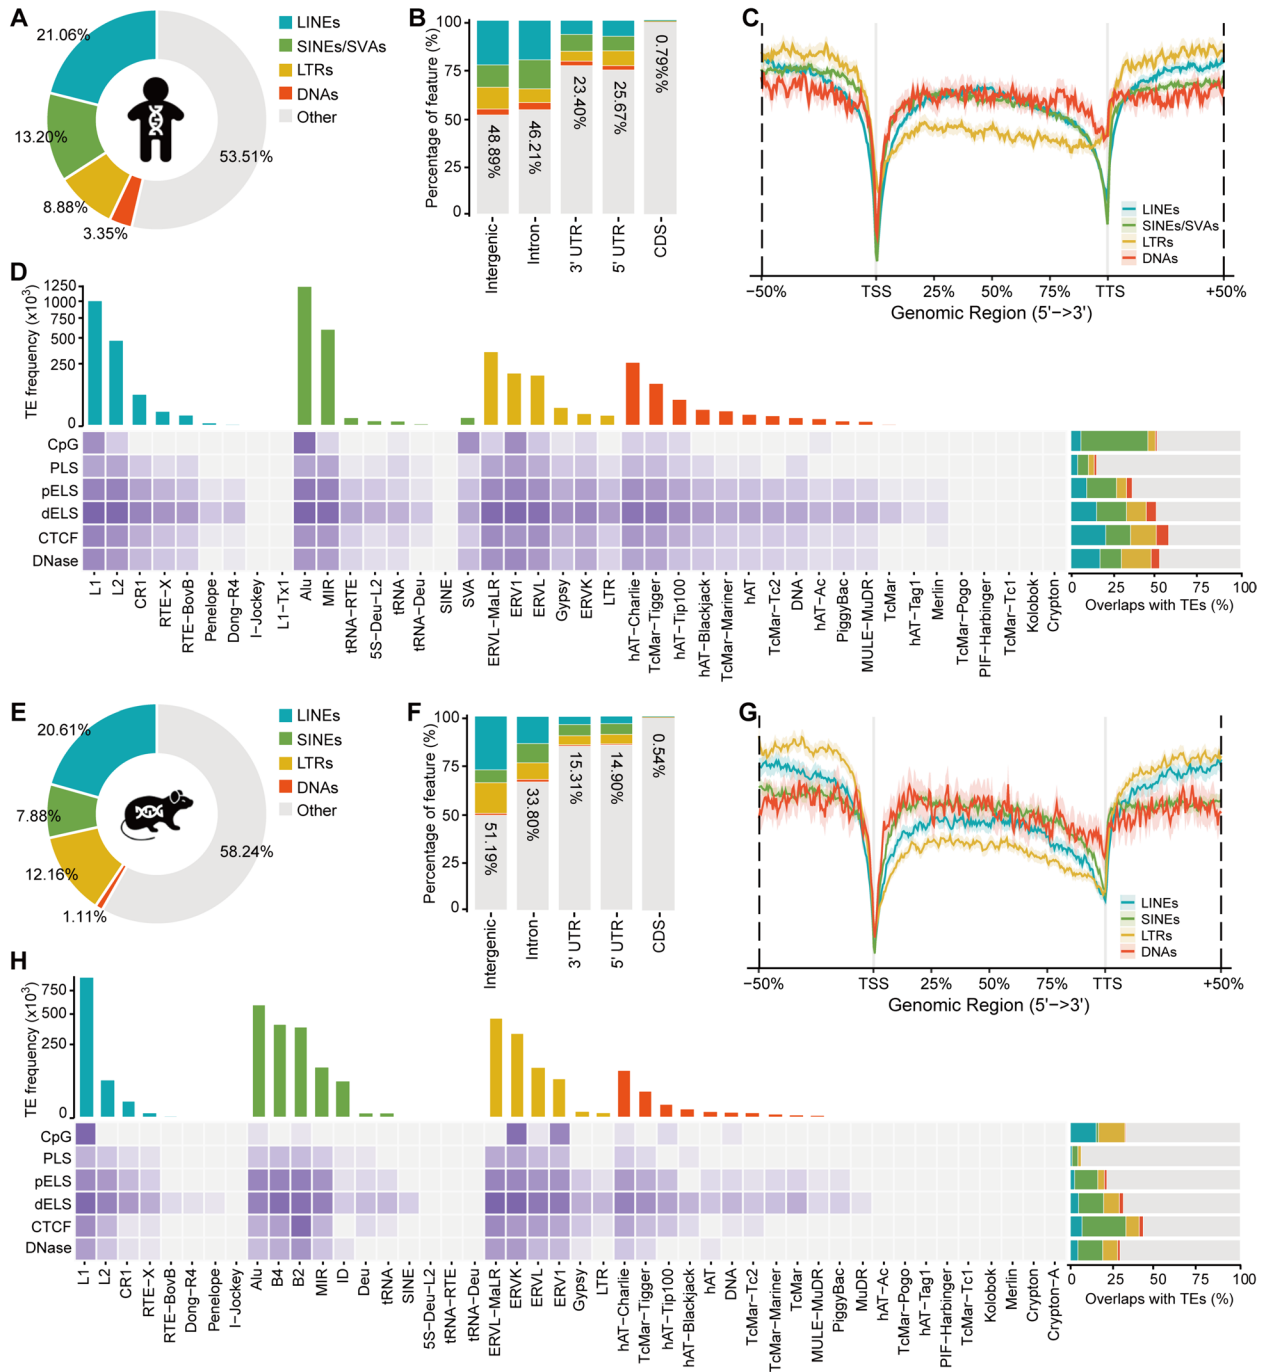 A
21.06%
13.20%
8.88%
3.35%
53.51%
LINEs
SINEs/SVAs
LTRs
DNAs
Other
B
Percentage of feature (%)
100
75
50
25
0
48.89%
46.21%
23.40%
25.67%
0.79%%
Intergenic
Intron
3' UTR
5' UTR
CDS
C
LINEs
SINEs/SVAs
LTRs
DNAs
−50% TSS 25% 50% 75% TTS +50%
Genomic Region (5'−>3')
D
TE frequency (x10³)
1250
1000
750
500
250
0
CpG
PLS
pELS
dELS
CTCF
DNase
L1
L2
CR1
RTE−X
RTE−BovB
Penelope
Dong−R4
I−Jockey
L1−Tx1
Alu
MIR
tRNA−RTE
5S−Deu−L2
tRNA
tRNA−Deu
SINE
SVA
ERVL−MaLR
ERV1
ERVL
Gypsy
ERVK
LTR
hAT−Charlie
TcMar−Tigger
hAT−Tip100
hAT−Blackjack
TcMar−Mariner
hAT
TcMar−Tc2
DNA
hAT−Ac
PiggyBac
MULE−MuDR
TcMar
hAT−Tag1
Merlin
TcMar−Pogo
PIF−Harbinger
TcMar−Tc1
Kolobok
Crypton
0 25 50 75 100
Overlaps with TEs (%)
E
20.61%
7.88%
12.16%
1.11%
58.24%
LINEs
SINEs
LTRs
DNAs
Other
F
Percentage of feature (%)
100
75
50
25
0
51.19%
33.80%
15.31%
14.90%
0.54%
Intergenic
Intron
3' UTR
5' UTR
CDS
G
LINEs
SINEs
LTRs
DNAs
−50% TSS 25% 50% 75% TTS +50%
Genomic Region (5'−>3')
H
TE frequency (x10³)
750
500
250
0
CpG
PLS
pELS
dELS
CTCF
DNase
L1
L2
CR1
RTE−X
RTE−BovB
Dong−R4
Penelope
I−Jockey
Alu
B4
B2
MIR
ID
Deu
tRNA
SINE
5S−Deu−L2
tRNA−RTE
tRNA−Deu
ERVL−MaLR
ERVK
ERVL
ERV1
Gypsy
LTR
hAT−Charlie
TcMar−Tigger
hAT−Tip100
hAT−Blackjack
hAT
DNA
TcMar−Tc2
TcMar−Mariner
TcMar
MULE−MuDR
PiggyBac
MuDR
hAT−Ac
TcMar−Pogo
hAT−Tag1
PIF−Harbinger
TcMar−Tc1
Kolobok
Merlin
Crypton
Crypton−A
0 25 50 75 100
Overlaps with TEs (%)